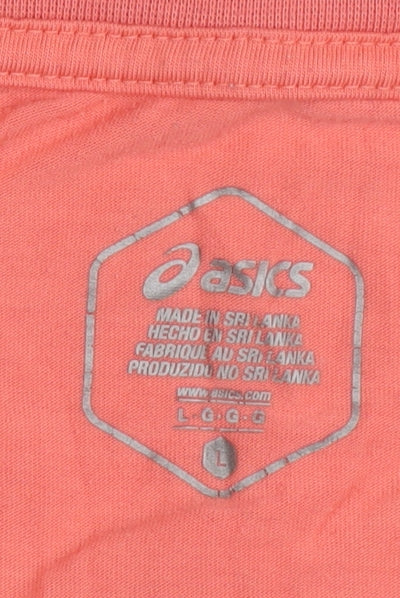 asics
MADE IN SRI LANKA
HECHO EN SRI LANKA
FABRIQUE AU SRI LANKA
PRODUZIDO NO SRI LANKA
www.asics.com
L-G-G-G
L